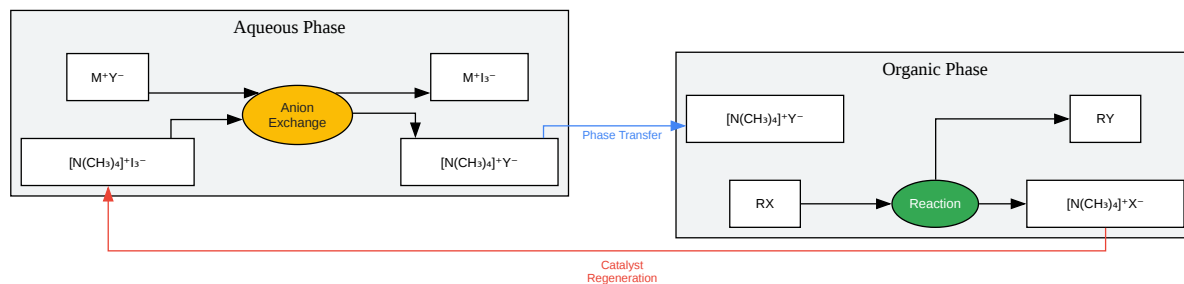 Aqueous Phase
M⁺Y⁻
M⁺I₃⁻
Anion
Exchange
[N(CH₃)₄]⁺I₃⁻
[N(CH₃)₄]⁺Y⁻
Phase Transfer
Organic Phase
[N(CH₃)₄]⁺Y⁻
RY
RX
Reaction
[N(CH₃)₄]⁺X⁻
Catalyst
Regeneration